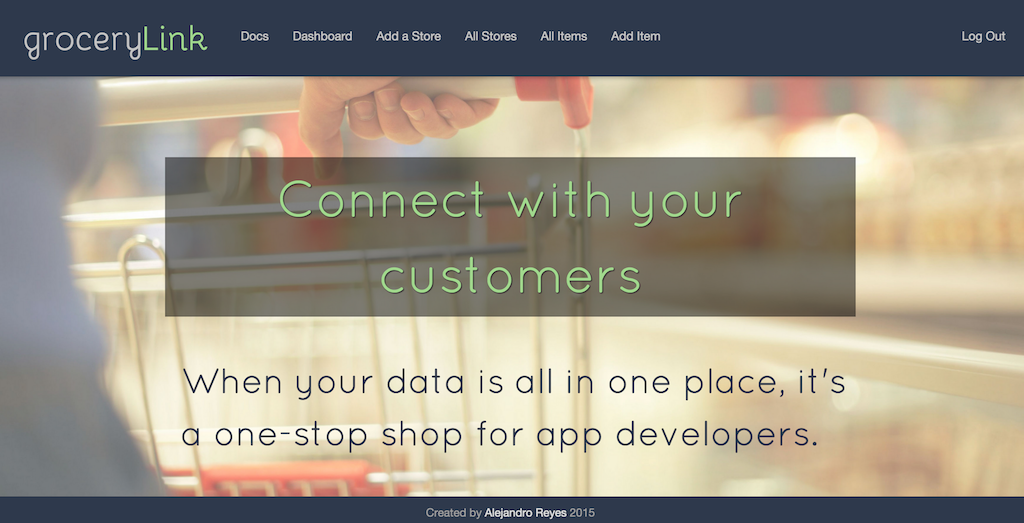 groceryLink Docs Dashboard Add a Store All Stores All Items Add Item Log Out
Connect with your
customers
When your data is all in one place, it's
a one-stop shop for app developers.
Created by Alejandro Reyes 2015